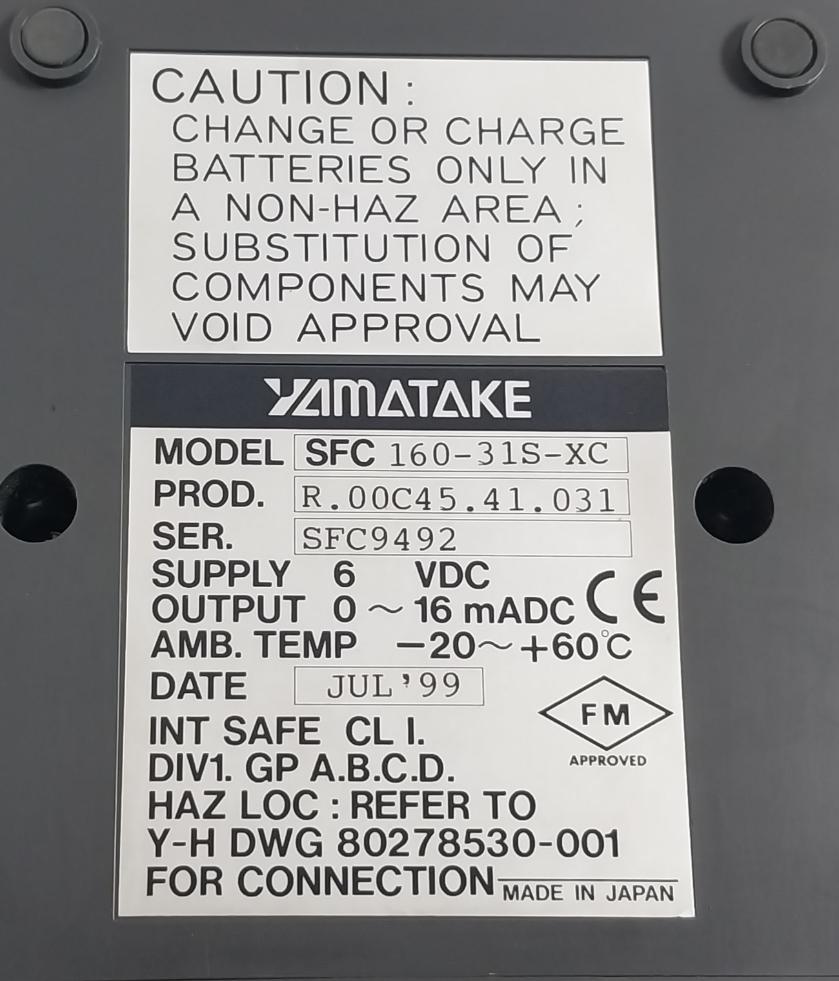 CAUTION:
CHANGE OR CHARGE
BATTERIES ONLY IN
A NON-HAZ AREA;
SUBSTITUTION OF
COMPONENTS MAY
VOID APPROVAL
YAMATAKE
MODEL SFC 160-31S-XC
PROD. R.00C45.41.031
SER. SFC9492
SUPPLY 6 VDC
OUTPUT 0 ~ 16 mADC CE
AMB. TEMP −20~+60℃
DATE JUL'99
FM
APPROVED
INT SAFE CL I.
DIV1. GP A.B.C.D.
HAZ LOC : REFER TO
Y-H DWG 80278530-001
FOR CONNECTION MADE IN JAPAN